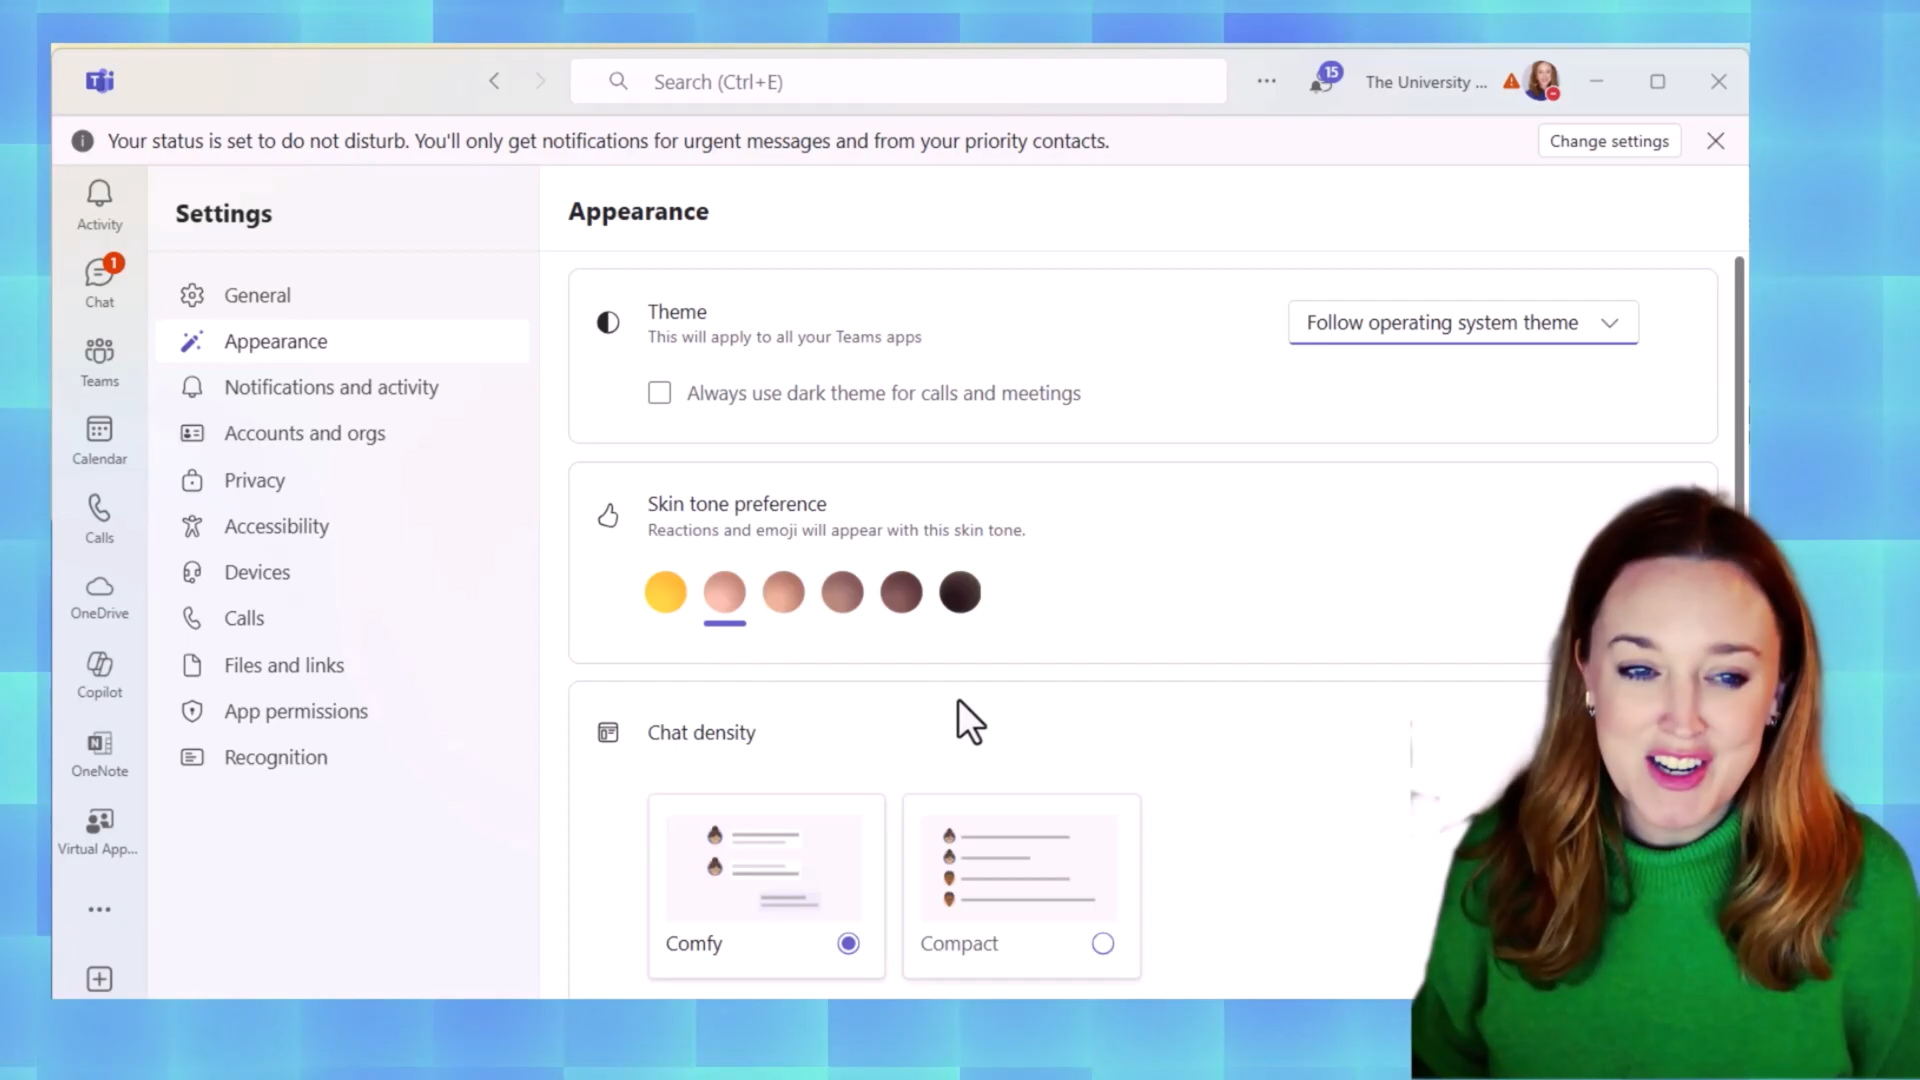 Search (Ctrl+E)
15
The University ...
Your status is set to do not disturb. You'll only get notifications for urgent messages and from your priority contacts.
Change settings
Activity
1
Chat
Teams
Calendar
Calls
OneDrive
Copilot
OneNote
Virtual App...
Settings
General
Appearance
Notifications and activity
Accounts and orgs
Privacy
Accessibility
Devices
Calls
Files and links
App permissions
Recognition
Appearance
Theme
This will apply to all your Teams apps
Follow operating system theme
Always use dark theme for calls and meetings
Skin tone preference
Reactions and emoji will appear with this skin tone.
Chat density
Comfy
Compact